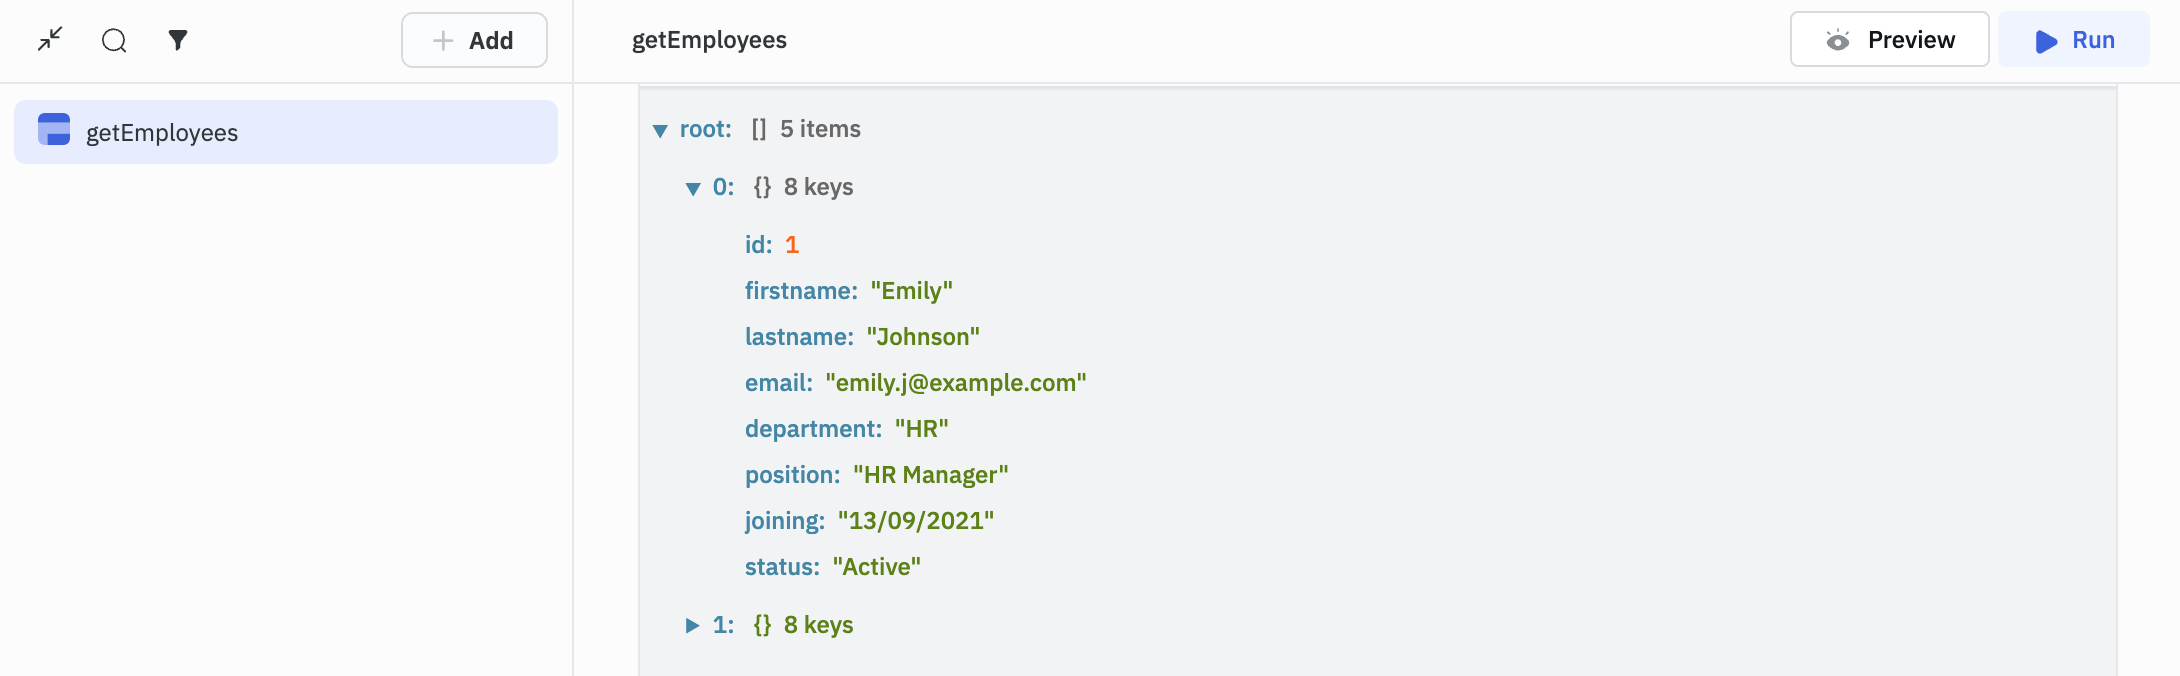 Add
getEmployees
Preview
Run
getEmployees
root: [] 5 items
0: {} 8 keys
id: 1
firstname: "Emily"
lastname: "Johnson"
email: "emily.j@example.com"
department: "HR"
position: "HR Manager"
joining: "13/09/2021"
status: "Active"
1: {} 8 keys